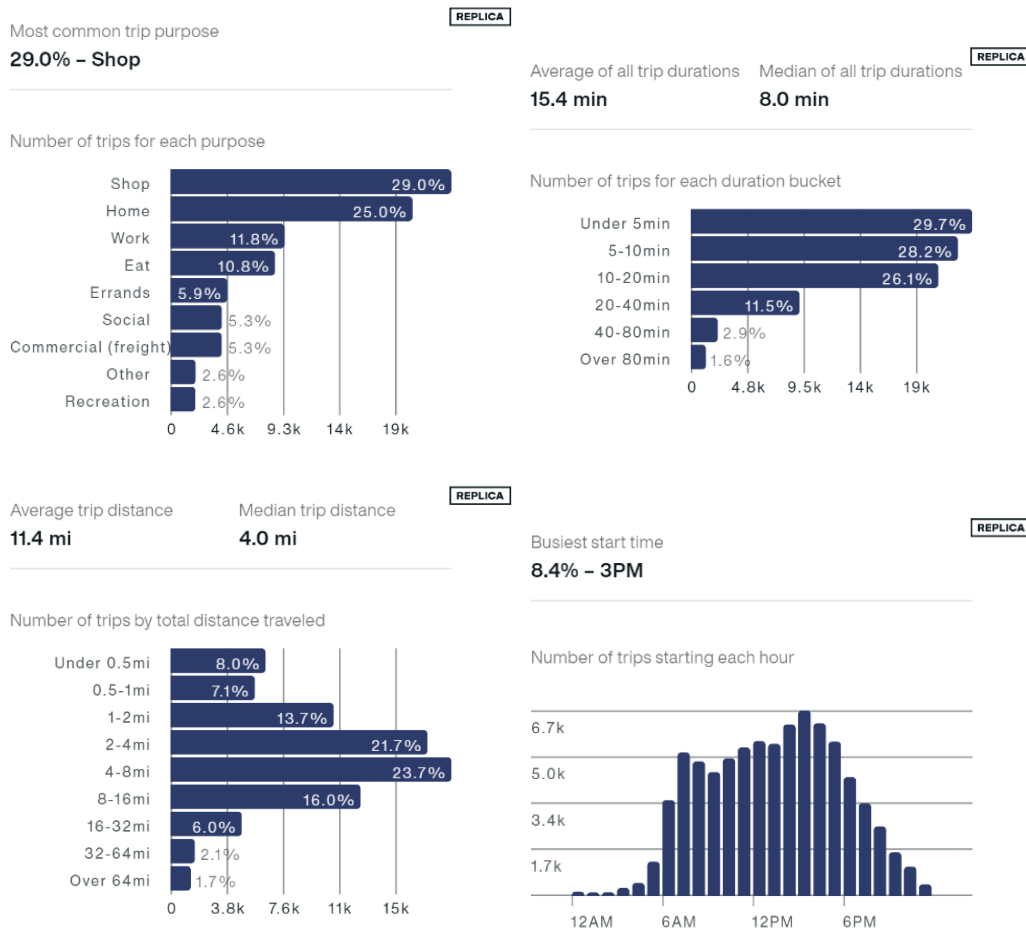 REPLICA
Most common trip purpose
29.0% – Shop
Number of trips for each purpose
Shop 29.0%
Home 25.0%
Work 11.8%
Eat 10.8%
Errands 5.9%
Social 5.3%
Commercial (freight) 5.3%
Other 2.6%
Recreation 2.6%
0 4.6k 9.3k 14k 19k
REPLICA
Average of all trip durations Median of all trip durations
15.4 min 8.0 min
Number of trips for each duration bucket
Under 5min 29.7%
5-10min 28.2%
10-20min 26.1%
20-40min 11.5%
40-80min 2.9%
Over 80min 1.6%
0 4.8k 9.5k 14k 19k
REPLICA
Average trip distance Median trip distance
11.4 mi 4.0 mi
Number of trips by total distance traveled
Under 0.5mi 8.0%
0.5-1mi 7.1%
1-2mi 13.7%
2-4mi 21.7%
4-8mi 23.7%
8-16mi 16.0%
16-32mi 6.0%
32-64mi 2.1%
Over 64mi 1.7%
0 3.8k 7.6k 11k 15k
REPLICA
Busiest start time
8.4% – 3PM
Number of trips starting each hour
6.7k
5.0k
3.4k
1.7k
12AM 6AM 12PM 6PM